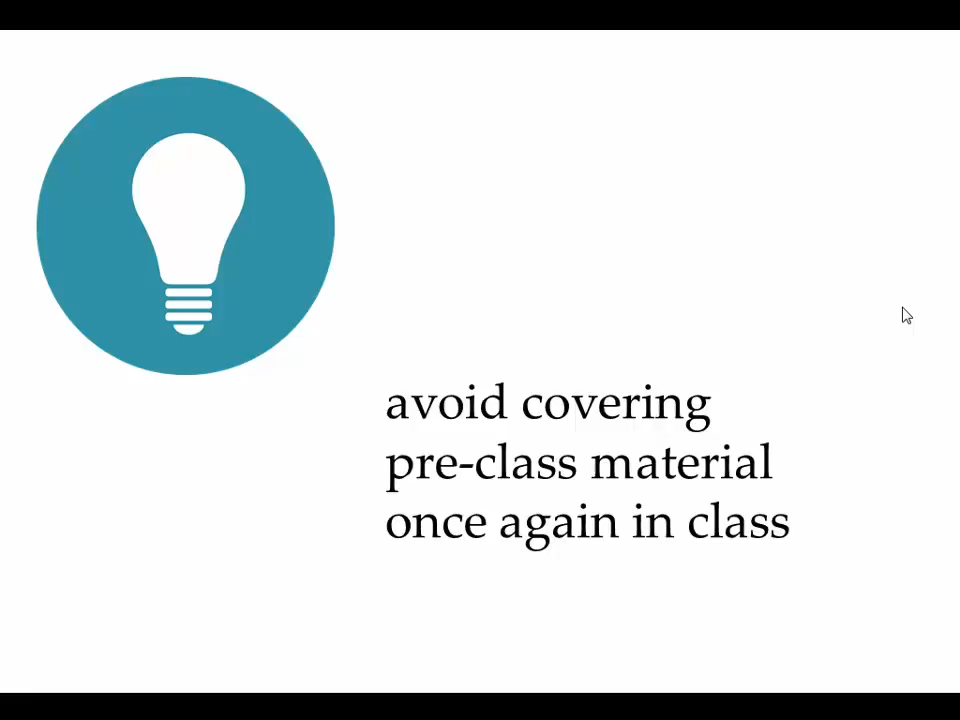 avoid covering
pre-class material
once again in class